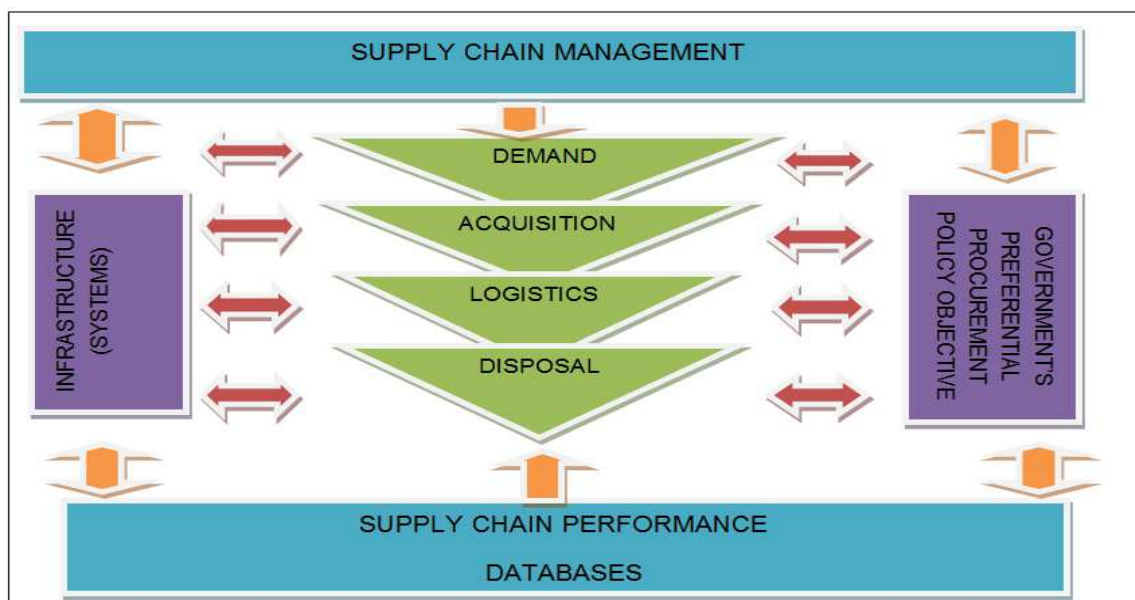 SUPPLY CHAIN MANAGEMENT
DEMAND
ACQUISITION
LOGISTICS
DISPOSAL
INFRASTRUCTURE
(SYSTEMS)
GOVERNMENT'S
PREFERENTIAL
PROCUREMENT
POLICY OBJECTIVE
SUPPLY CHAIN PERFORMANCE
DATABASES